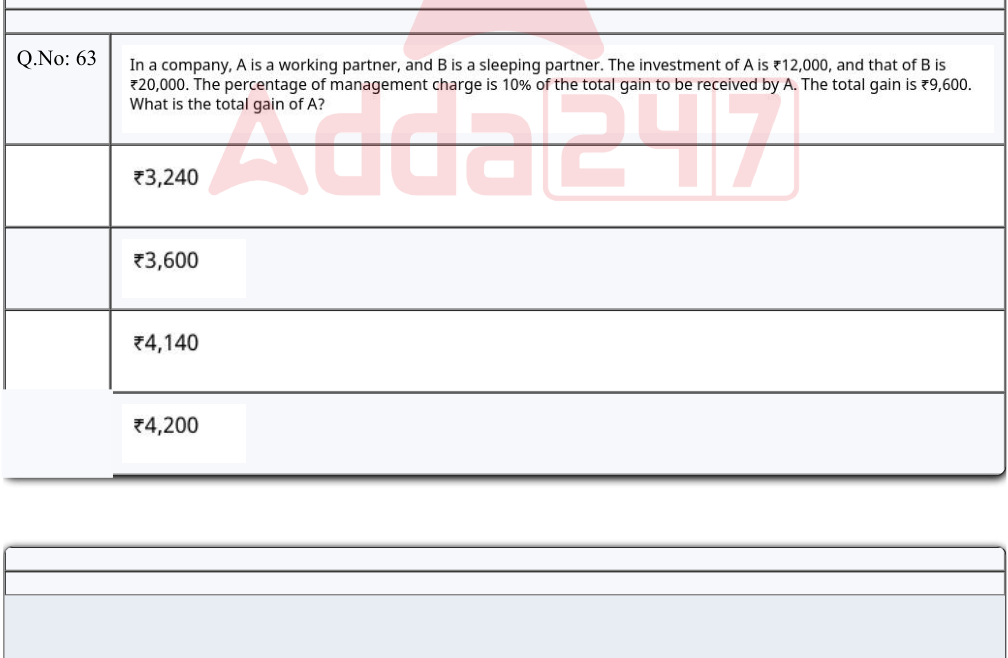 Q.No: 63
In a company, A is a working partner, and B is a sleeping partner. The investment of A is ₹12,000, and that of B is
₹20,000. The percentage of management charge is 10% of the total gain to be received by A. The total gain is ₹9,600.
What is the total gain of A?
Adda247
₹3,240
₹3,600
₹4,140
₹4,200